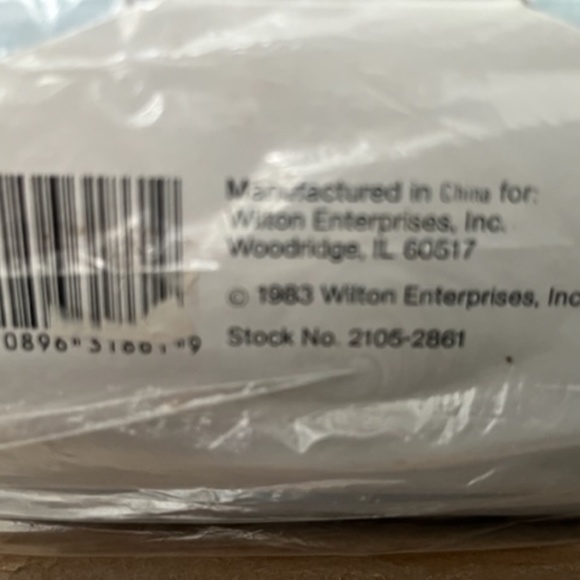 Manufactured in China for:
Wilton Enterprises, Inc.
Woodridge, IL 60517
© 1983 Wilton Enterprises, Inc
Stock No. 2105-2861